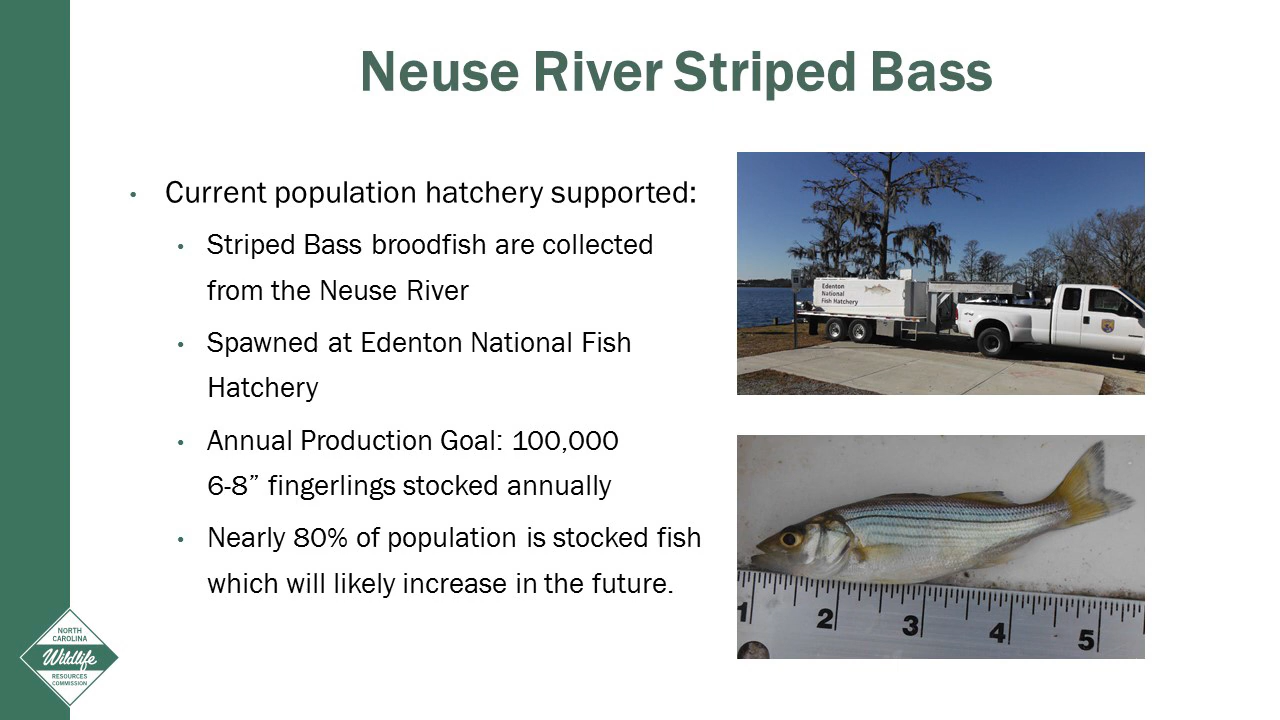 Neuse River Striped Bass
• Current population hatchery supported:
• Striped Bass broodfish are collected
from the Neuse River
• Spawned at Edenton National Fish
Hatchery
• Annual Production Goal: 100,000
6-8” fingerlings stocked annually
• Nearly 80% of population is stocked fish
which will likely increase in the future.
Edenton
National
Fish Hatchery
1 2 3 4 5
NORTH
CAROLINA
Wildlife
RESOURCES
COMMISSION